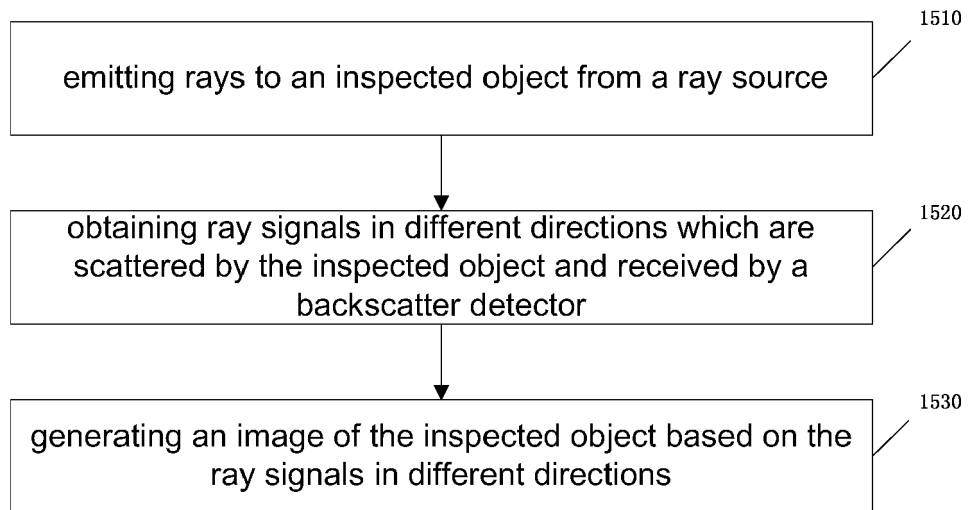 1510
emitting rays to an inspected object from a ray source
1520
obtaining ray signals in different directions which are
scattered by the inspected object and received by a
backscatter detector
1530
generating an image of the inspected object based on the
ray signals in different directions